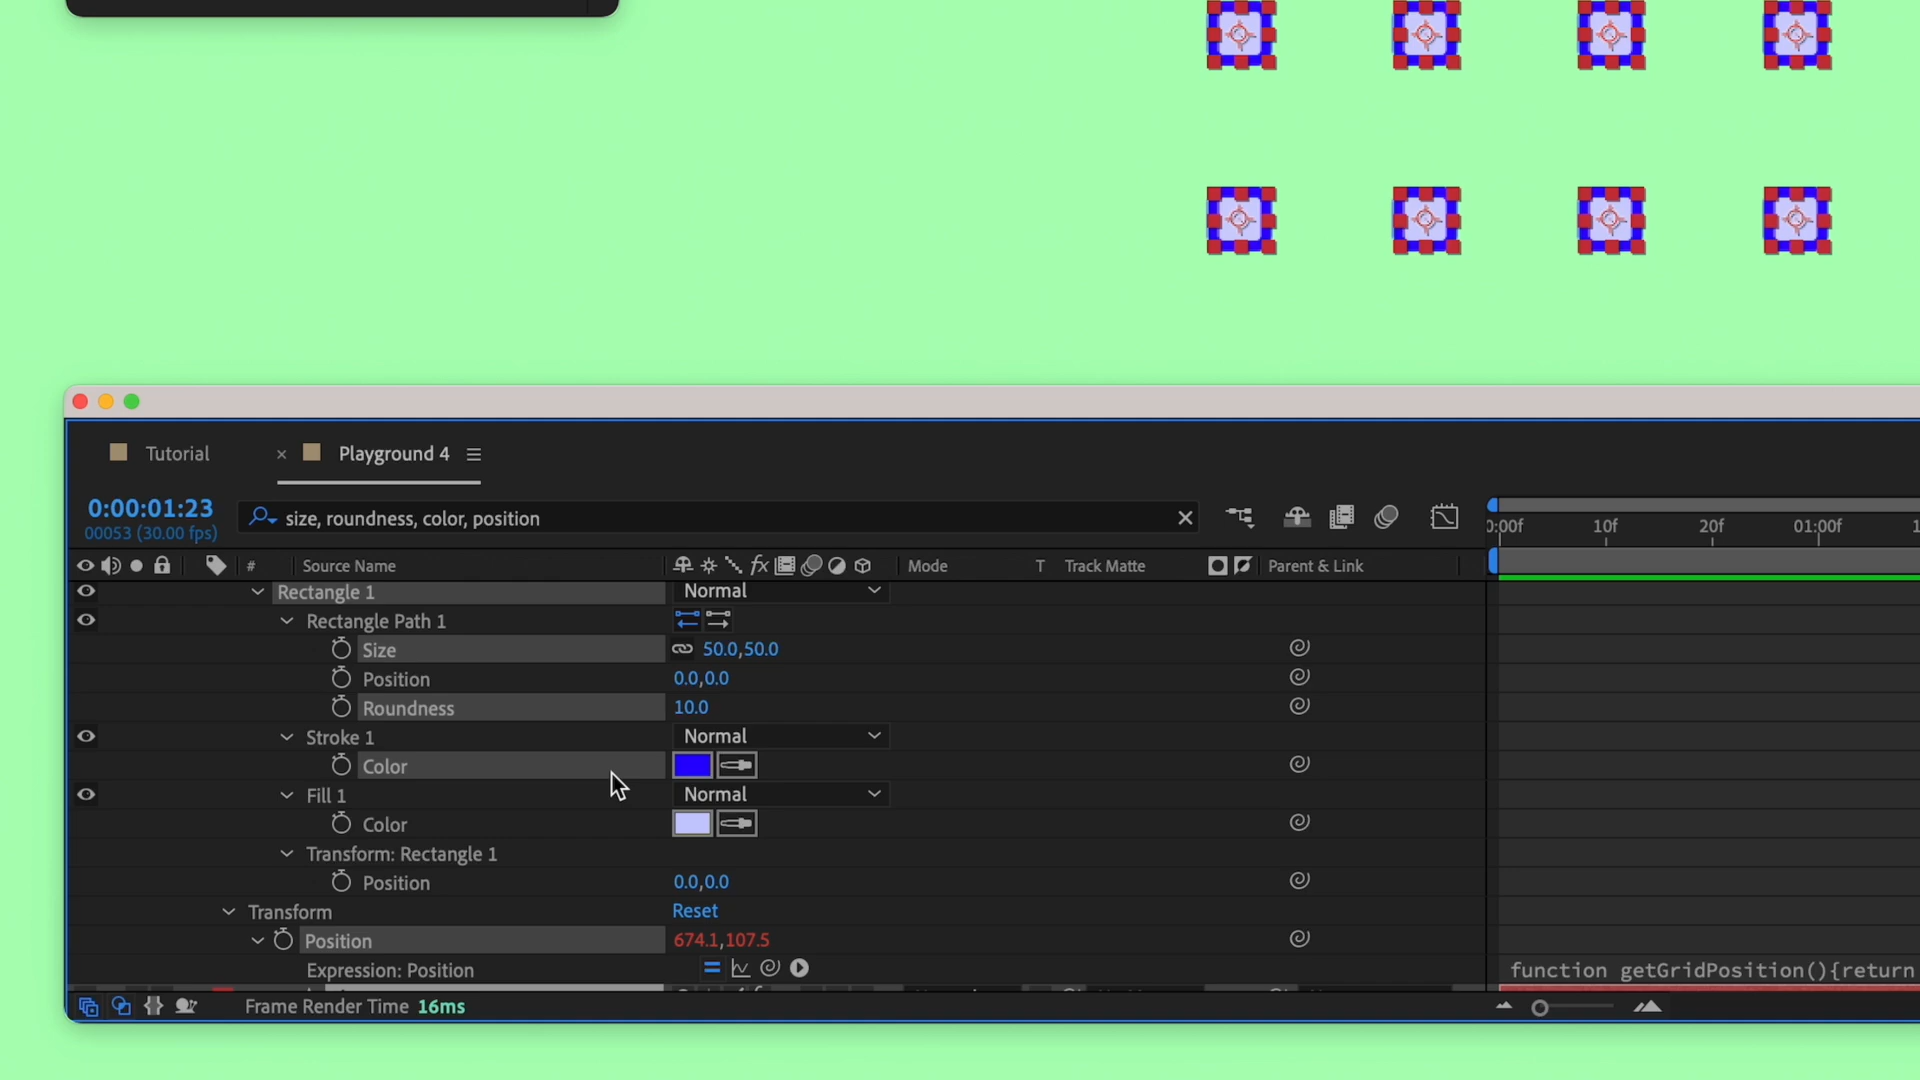 Tutorial
× Playground 4
0:00:01:23
00053 (30.00 fps)
size, roundness, color, position
0:00f 10f 20f 01:00f 1
# Source Name
Mode T Track Matte Parent & Link
Rectangle 1 Normal
Rectangle Path 1
Size 50.0,50.0
Position 0.0,0.0
Roundness 10.0
Stroke 1 Normal
Color
Fill 1 Normal
Color
Transform: Rectangle 1
Position 0.0,0.0
Transform Reset
Position 674.1,107.5
Expression: Position
function getGridPosition(){return
Frame Render Time 16ms